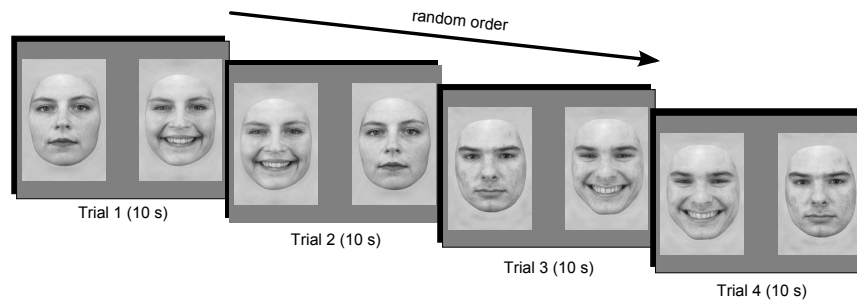 random order
Trial 1 (10 s)
Trial 2 (10 s)
Trial 3 (10 s)
Trial 4 (10 s)